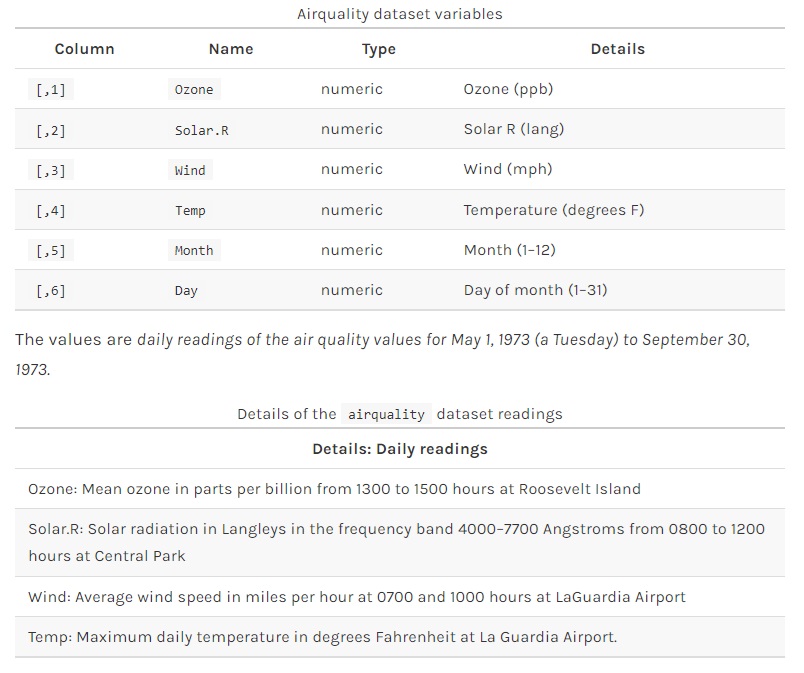 Airquality dataset variables
Column Name Type Details
[,1] Ozone numeric Ozone (ppb)
[,2] Solar.R numeric Solar R (lang)
[,3] Wind numeric Wind (mph)
[,4] Temp numeric Temperature (degrees F)
[,5] Month numeric Month (1–12)
[,6] Day numeric Day of month (1–31)
The values are daily readings of the air quality values for May 1, 1973 (a Tuesday) to September 30,
1973.
Details of the airquality dataset readings
Details: Daily readings
Ozone: Mean ozone in parts per billion from 1300 to 1500 hours at Roosevelt Island
Solar.R: Solar radiation in Langleys in the frequency band 4000–7700 Angstroms from 0800 to 1200
hours at Central Park
Wind: Average wind speed in miles per hour at 0700 and 1000 hours at LaGuardia Airport
Temp: Maximum daily temperature in degrees Fahrenheit at La Guardia Airport.